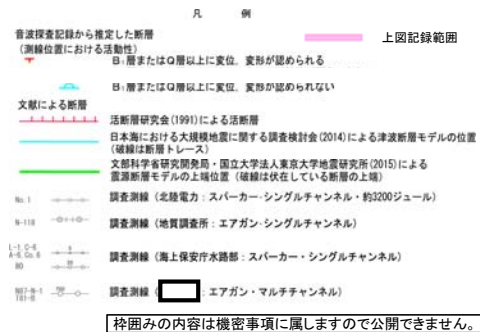 凡 例
音波探査記録から推定した断層
(測線位置における活動性)
上図記録範囲
B₁層またはQ層以上に変位、変形が認められる
B₁層またはQ層以上に変位、変形が認められない
文献による断層
活断層研究会(1991)による活断層
日本海における大規模地震に関する調査検討会(2014)による津波断層モデルの位置
(破線は断層トレース)
文部科学省研究開発局・国立大学法人東京大学地震研究所(2015)による
震源断層モデルの上端位置(破線は伏在している断層の上端)
No.1 調査測線(北陸電力:スパーカー・シングルチャンネル・約3200ジュール)
N-118 調査測線(地質調査所:エアガン・シングルチャンネル)
L-1,C-6
A-6,Co.6
8D
調査測線(海上保安庁水路部:スパーカー・シングルチャンネル)
N07-N-1
T81-B
調査測線( :エアガン・マルチチャンネル)
枠囲みの内容は機密事項に属しますので公開できません。